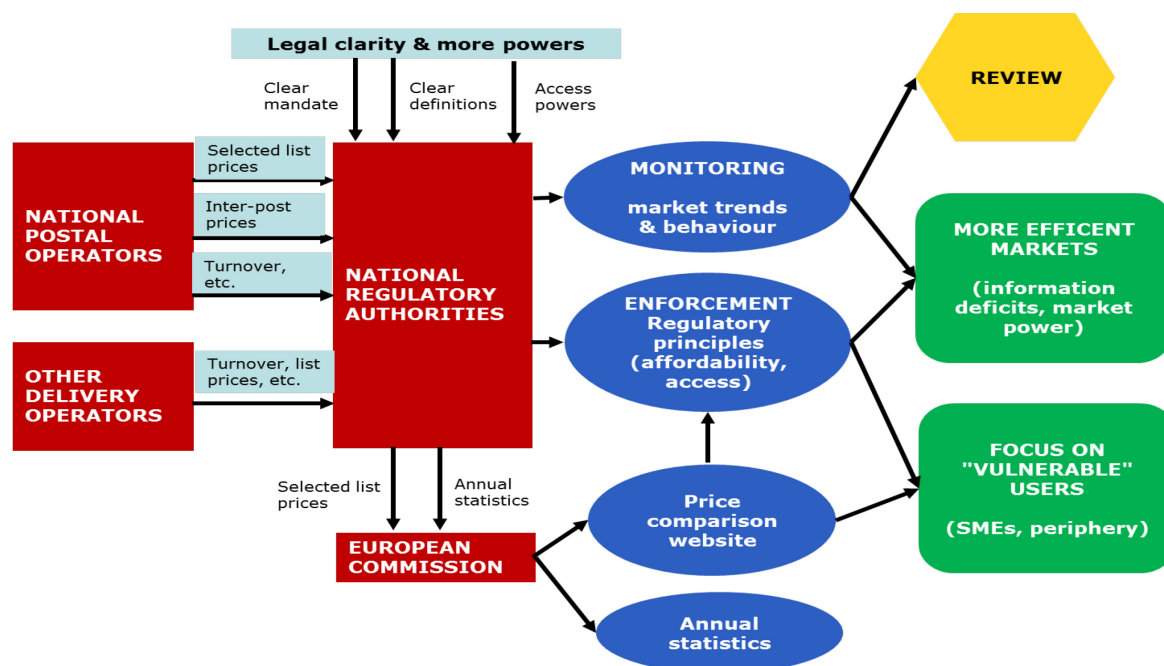 Legal clarity & more powers
Clear
mandate
Clear
definitions
Access
powers
REVIEW
NATIONAL
POSTAL
OPERATORS
Selected list
prices
Inter-post
prices
Turnover,
etc.
OTHER
DELIVERY
OPERATORS
Turnover, list
prices, etc.
NATIONAL
REGULATORY
AUTHORITIES
MONITORING
market trends
& behaviour
ENFORCEMENT
Regulatory
principles
(affordability,
access)
MORE EFFICENT
MARKETS
(information
deficits, market
power)
Selected list
prices
Annual
statistics
EUROPEAN
COMMISSION
Price
comparison
website
Annual
statistics
FOCUS ON
"VULNERABLE"
USERS
(SMEs, periphery)